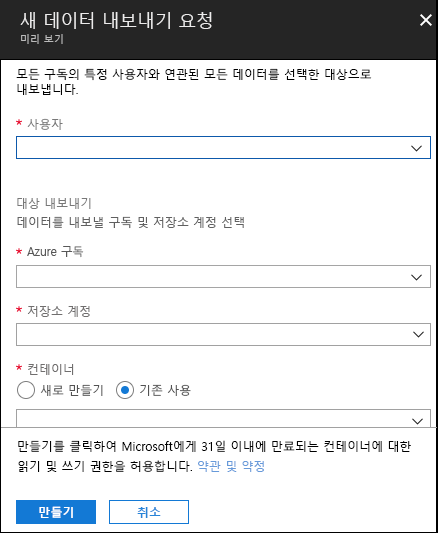 새 데이터 내보내기 요청
미리 보기
모든 구독의 특정 사용자와 연관된 모든 데이터를 선택한 대상으로
내보냅니다.
* 사용자
대상 내보내기
데이터를 내보낼 구독 및 저장소 계정 선택
* Azure 구독
* 저장소 계정
* 컨테이너
새로 만들기 기존 사용
만들기를 클릭하여 Microsoft에게 31일 이내에 만료되는 컨테이너에 대한
읽기 및 쓰기 권한을 허용합니다. 약관 및 약정
만들기 취소